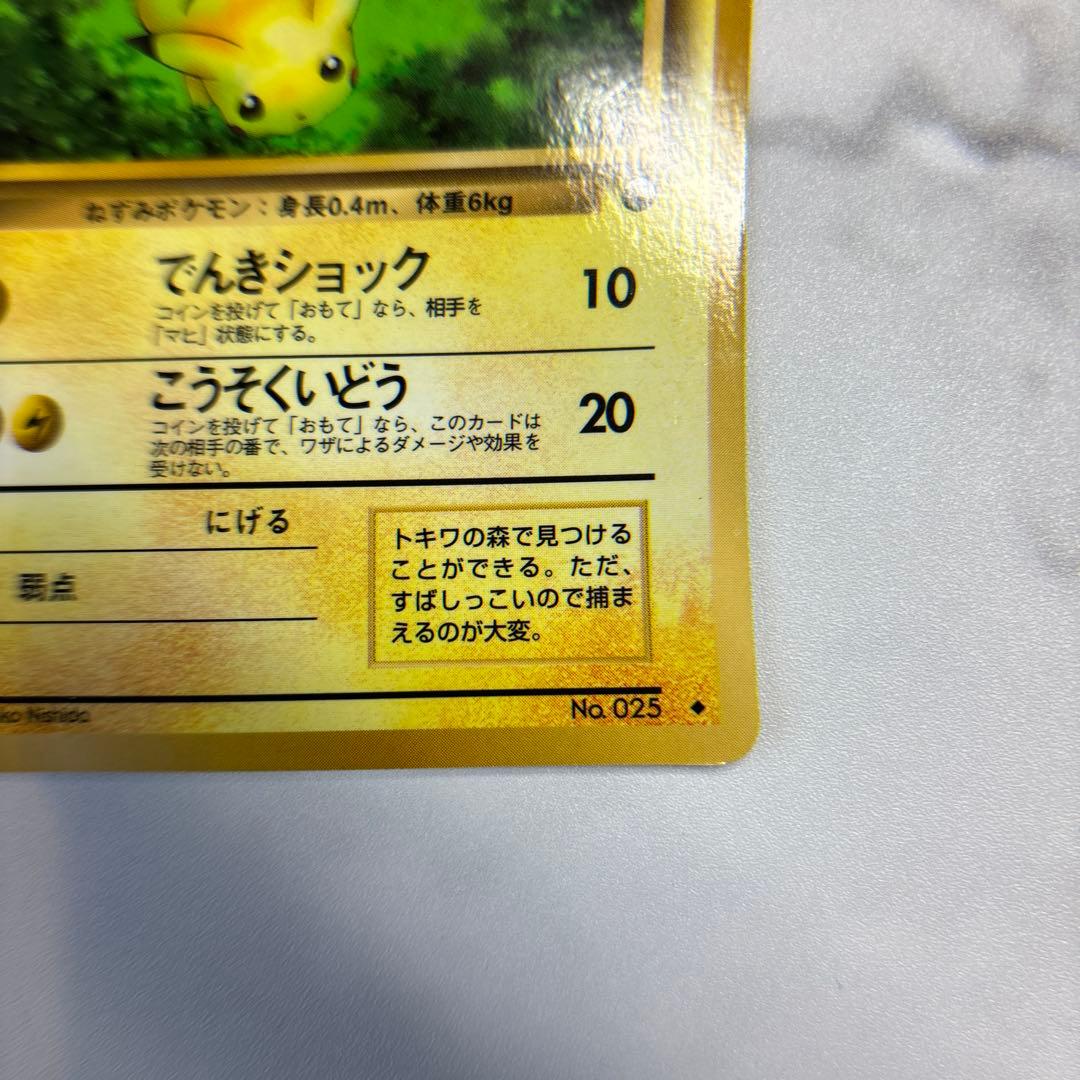 ねずみポケモン：身長0.4m、体重6kg
でんきショック 10
コインを投げて「おもて」なら、相手を
「マヒ」状態にする。
こうそくいどう 20
コインを投げて「おもて」なら、このカードは
次の相手の番で、ワザによるダメージや効果を
受けない。
にげる
弱点
トキワの森で見つける
ことができる。ただ、
すばしっこいので捕ま
えるのが大変。
ko Nishida
No. 025 ◆